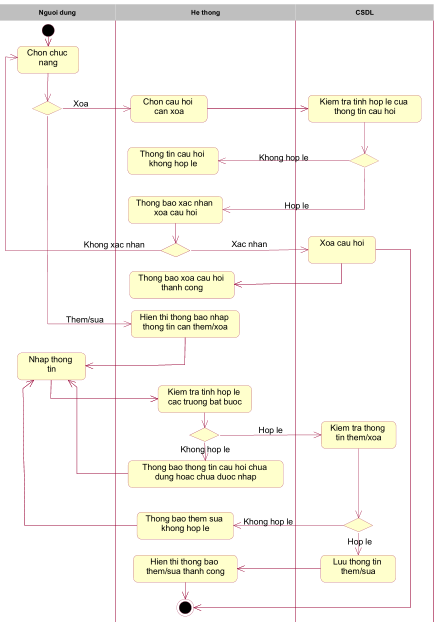 Nguoi dung
He thong
CSDL
Chon chuc
nang
Xoa
Chon cau hoi
can xoa
Kiem tra tinh hop le cua
thong tin cau hoi
Thong tin cau hoi
khong hop le
Khong hop le
Thong bao xac nhan
xoa cau hoi
Hop le
Khong xac nhan
Xac nhan
Xoa cau hoi
Thong bao xoa cau hoi
thanh cong
Them/sua
Hien thi thong bao nhap
thong tin can them/xoa
Nhap thong
tin
Kiem tra tinh hop le
cac truong bat buoc
Hop le
Kiem tra thong
tin them/xoa
Khong hop le
Thong bao thong tin cau hoi chua
dung hoac chua duoc nhap
Thong bao them sua
khong hop le
Khong hop le
Hop le
Hien thi thong bao
them/sua thanh cong
Luu thong tin
them/sua